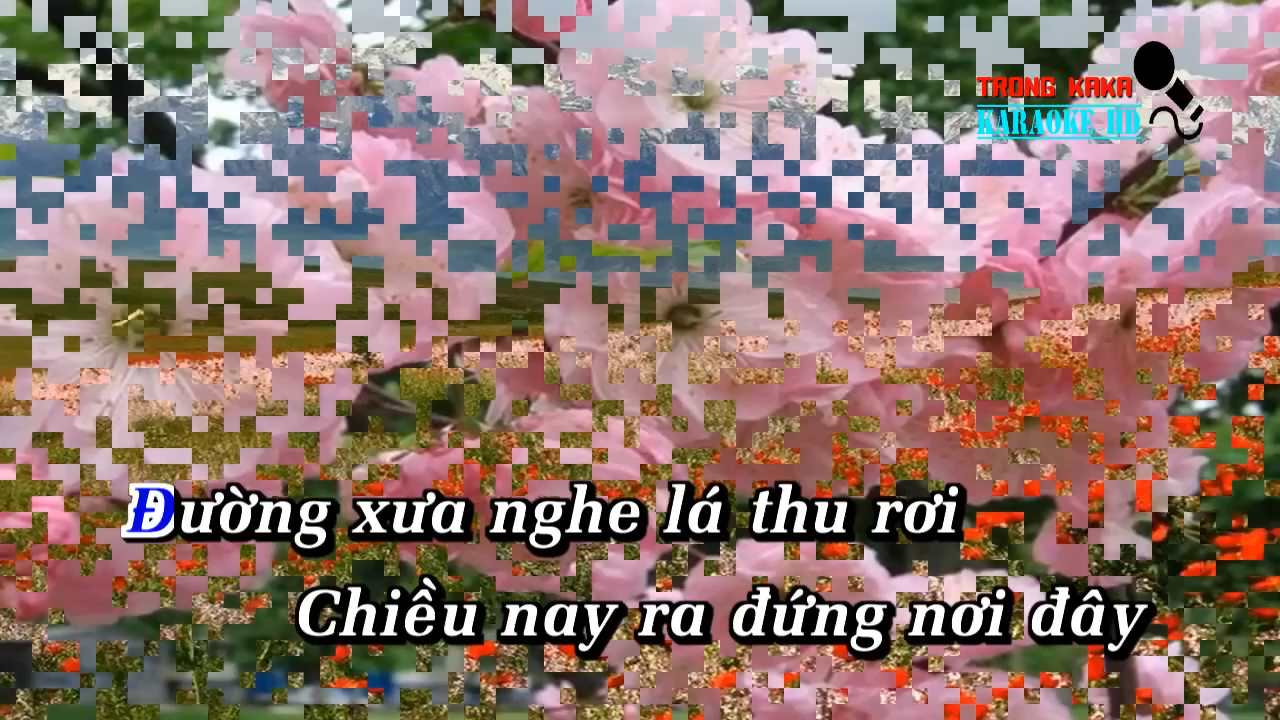 TRONG KAKA
KARAOKE HD
Đường xưa nghe lá thu rơi
Chiều nay ra đứng nơi đây